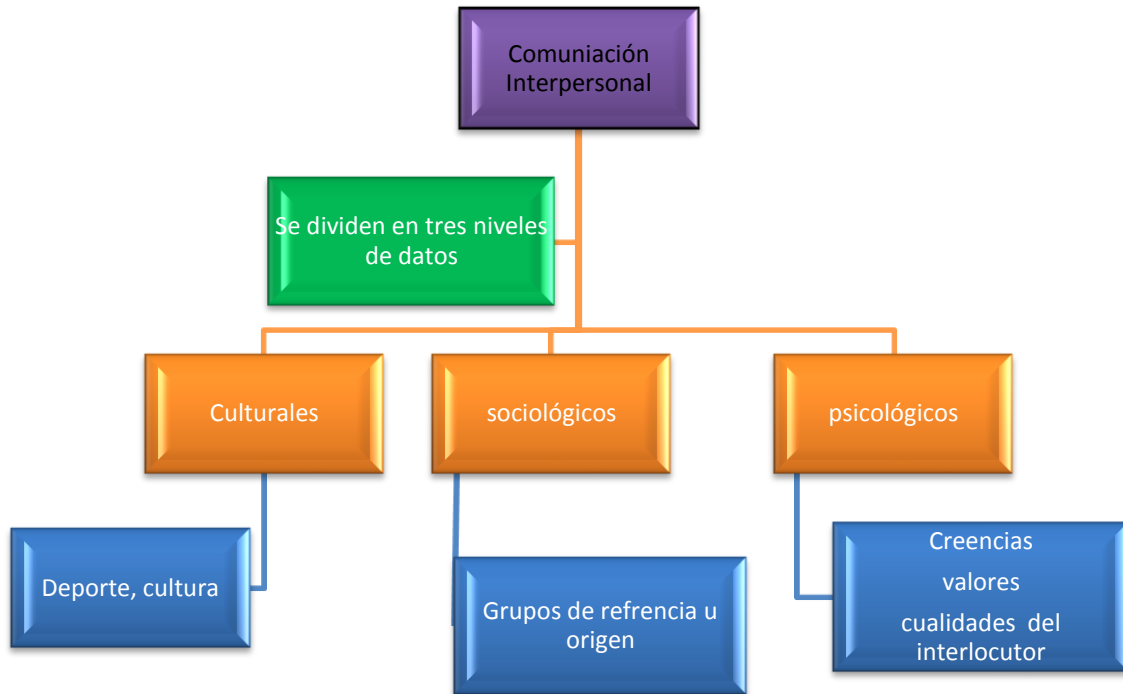 Comuniación
Interpersonal
Se dividen en tres niveles
de datos
Culturales
sociológicos
psicológicos
Deporte, cultura
Grupos de refrencia u
origen
Creencias
valores
cualidades del
interlocutor